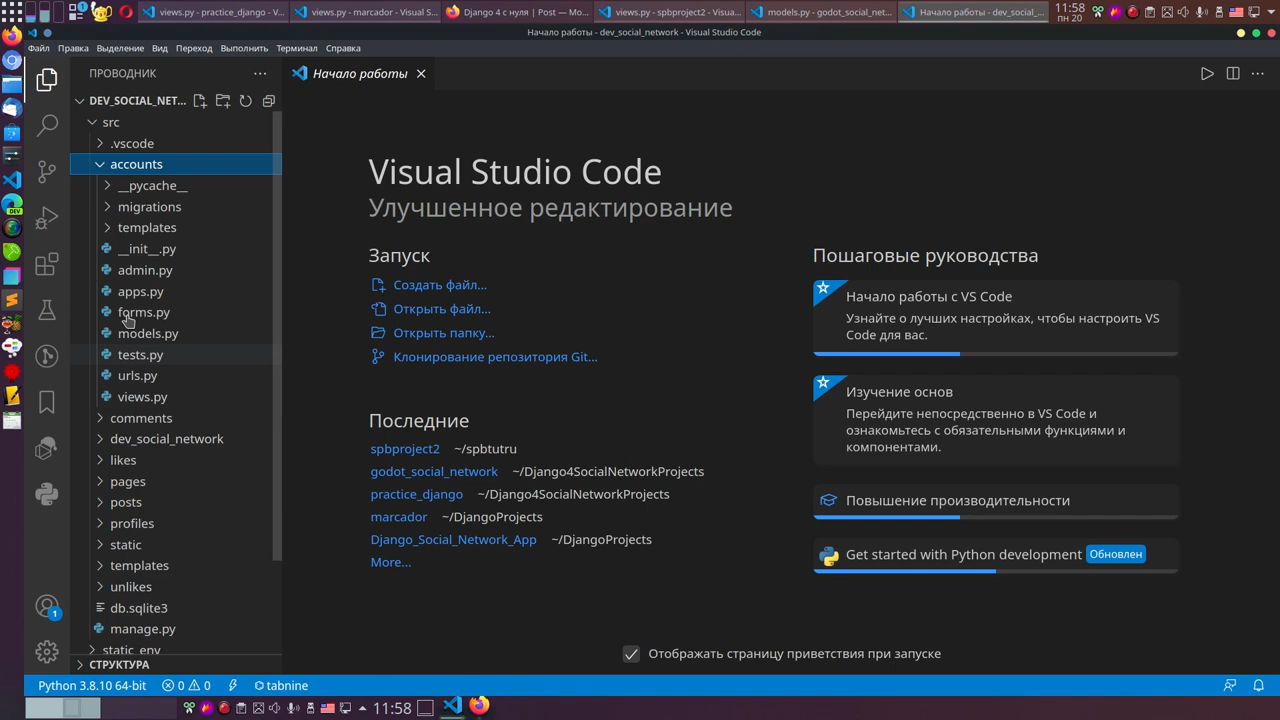 views.py - practice_django - V...
views.py - marcador - Visual S...
Django 4 с нуля | Post — Mo...
views.py - spbproject2 - Visua...
models.py - godot_social_net...
Начало работы - dev_social_...
11:58
пн 20
Начало работы - dev_social_network - Visual Studio Code
Файл Правка Выделение Вид Переход Выполнить Терминал Справка
ПРОВОДНИК
Начало работы
DEV_SOCIAL_NET...
src
.vscode
accounts
__pycache__
migrations
templates
__init__.py
admin.py
apps.py
forms.py
models.py
tests.py
urls.py
views.py
comments
dev_social_network
likes
pages
posts
profiles
static
templates
unlikes
db.sqlite3
manage.py
static_env
СТРУКТУРА
Visual Studio Code
Улучшенное редактирование
Запуск
Создать файл...
Открыть файл...
Открыть папку...
Клонирование репозитория Git...
Последние
spbproject2 ~/spbtutru
godot_social_network ~/Django4SocialNetworkProjects
practice_django ~/Django4SocialNetworkProjects
marcador ~/DjangoProjects
Django_Social_Network_App ~/DjangoProjects
More...
Пошаговые руководства
Начало работы с VS Code
Узнайте о лучших настройках, чтобы настроить VS
Code для вас.
Изучение основ
Перейдите непосредственно в VS Code и
ознакомьтесь с обязательными функциями и
компонентами.
Повышение производительности
Get started with Python development Обновлен
Отображать страницу приветствия при запуске
DEV
1
Python 3.8.10 64-bit 0 0 tabnine
11:58